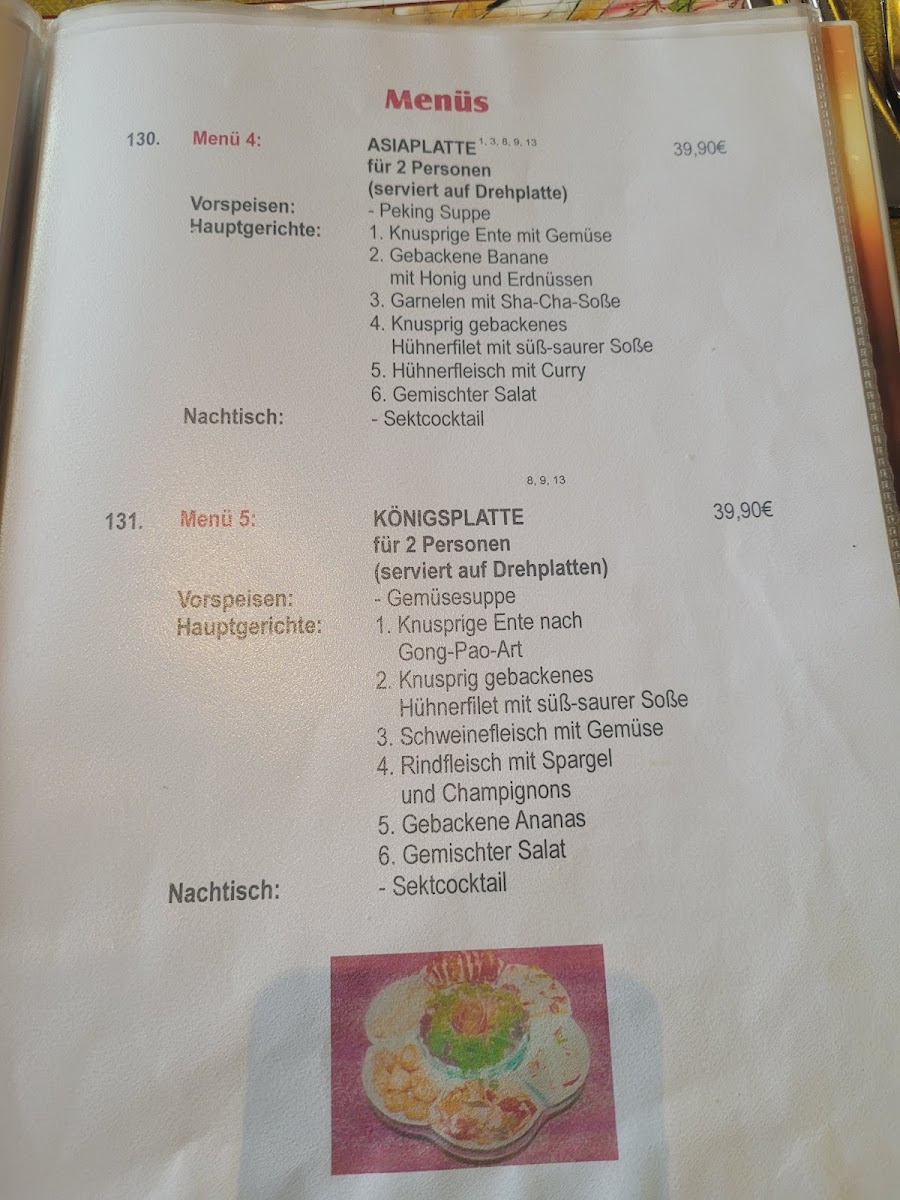 Menüs
130. Menü 4: ASIAPLATTE 1, 3, 8, 9, 13 39,90€
für 2 Personen
(serviert auf Drehplatte)
Vorspeisen: - Peking Suppe
Hauptgerichte: 1. Knusprige Ente mit Gemüse
2. Gebackene Banane
mit Honig und Erdnüssen
3. Garnelen mit Sha-Cha-Soße
4. Knusprig gebackenes
Hühnerfilet mit süß-saurer Soße
5. Hühnerfleisch mit Curry
6. Gemischter Salat
Nachtisch: - Sektcocktail
8, 9, 13
131. Menü 5: KÖNIGSPLATTE 39,90€
für 2 Personen
(serviert auf Drehplatten)
Vorspeisen: - Gemüsesuppe
Hauptgerichte: 1. Knusprige Ente nach
Gong-Pao-Art
2. Knusprig gebackenes
Hühnerfilet mit süß-saurer Soße
3. Schweinefleisch mit Gemüse
4. Rindfleisch mit Spargel
und Champignons
5. Gebackene Ananas
6. Gemischter Salat
Nachtisch: - Sektcocktail